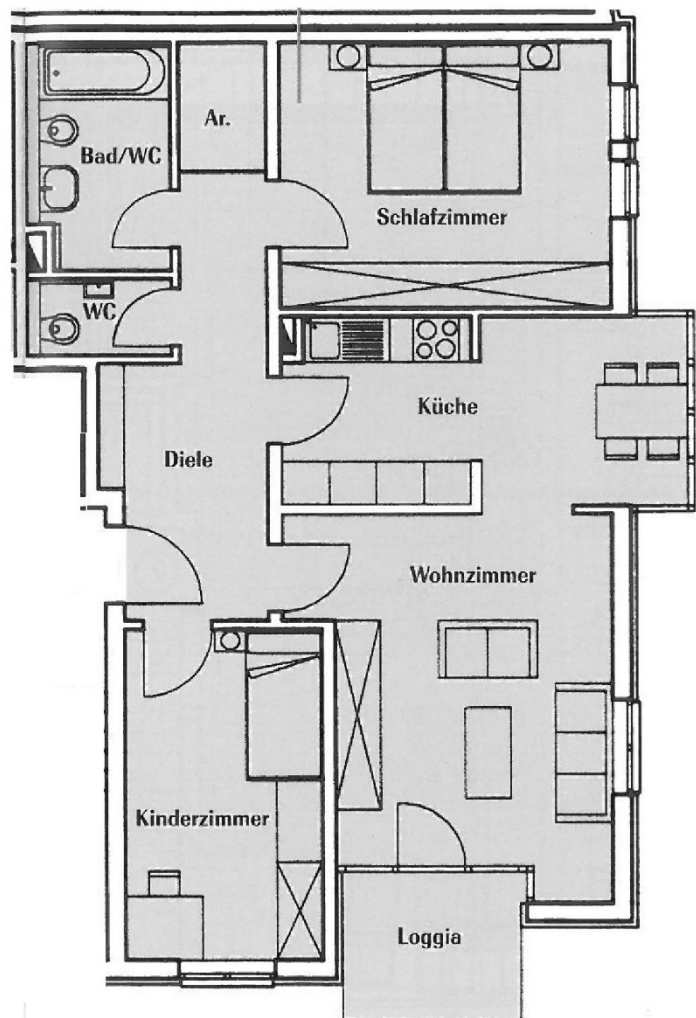 Ar.
Bad/WC
Schlafzimmer
WC
Küche
Diele
Wohnzimmer
Kinderzimmer
Loggia